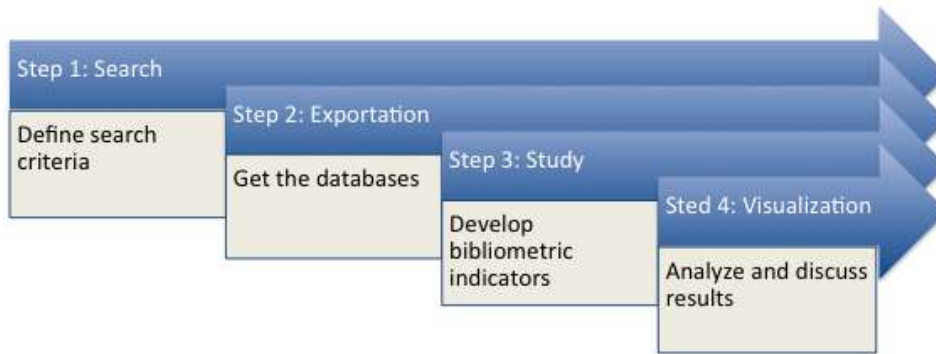 Step 1: Search
Define search
criteria
Step 2: Exportation
Get the databases
Step 3: Study
Develop
bibliometric
indicators
Sted 4: Visualization
Analyze and discuss
results